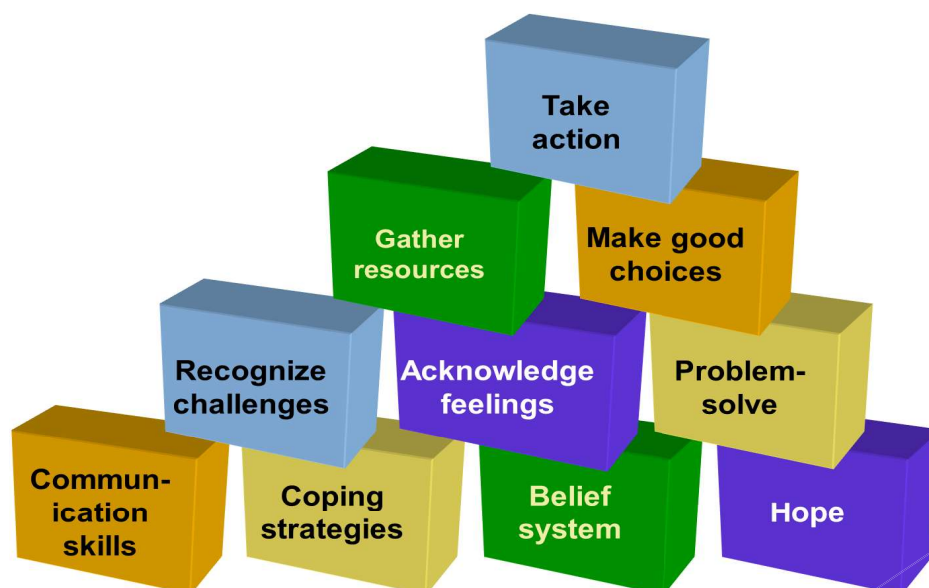 Take
action
Gather
resources
Make good
choices
Recognize
challenges
Acknowledge
feelings
Problem-
solve
Commun-
ication
skills
Coping
strategies
Belief
system
Hope